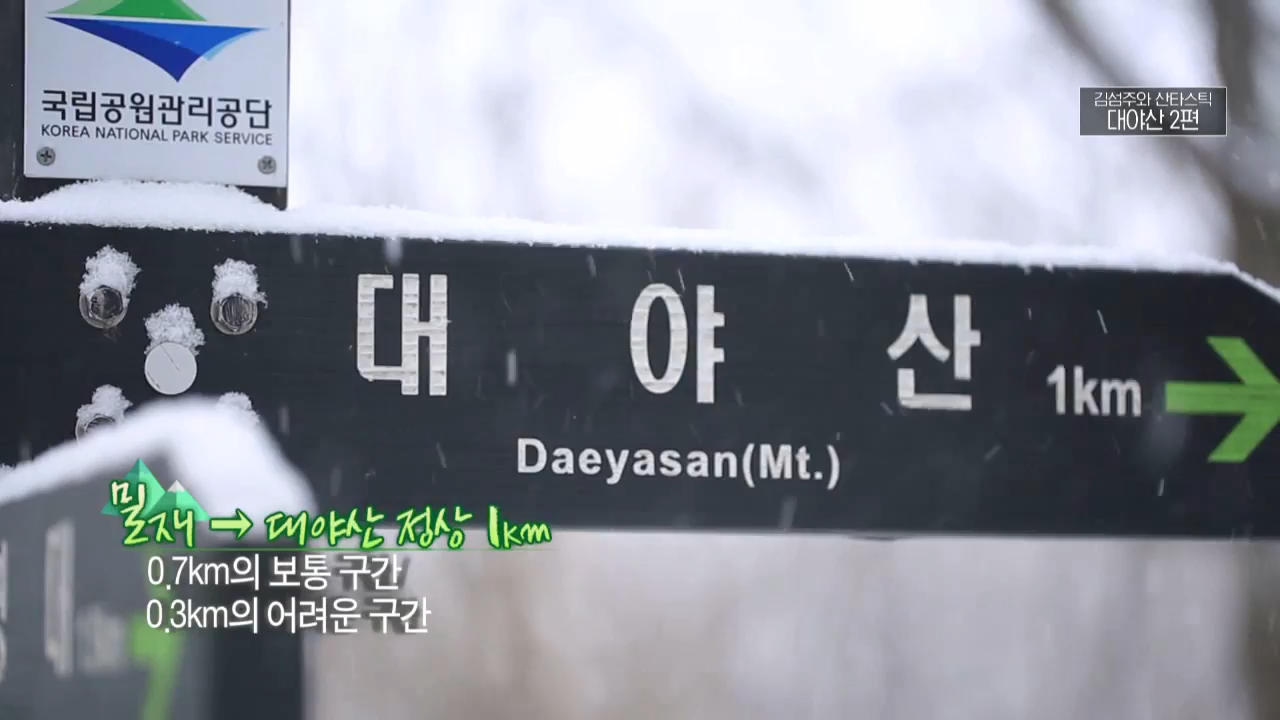 국립공원관리공단
KOREA NATIONAL PARK SERVICE
김섬주와 산타스틱
대야산 2편
대야산 1km
Daeyasan(Mt.)
밀재 → 대야산 정상 1km
0.7km의 보통 구간
0.3km의 어려운 구간